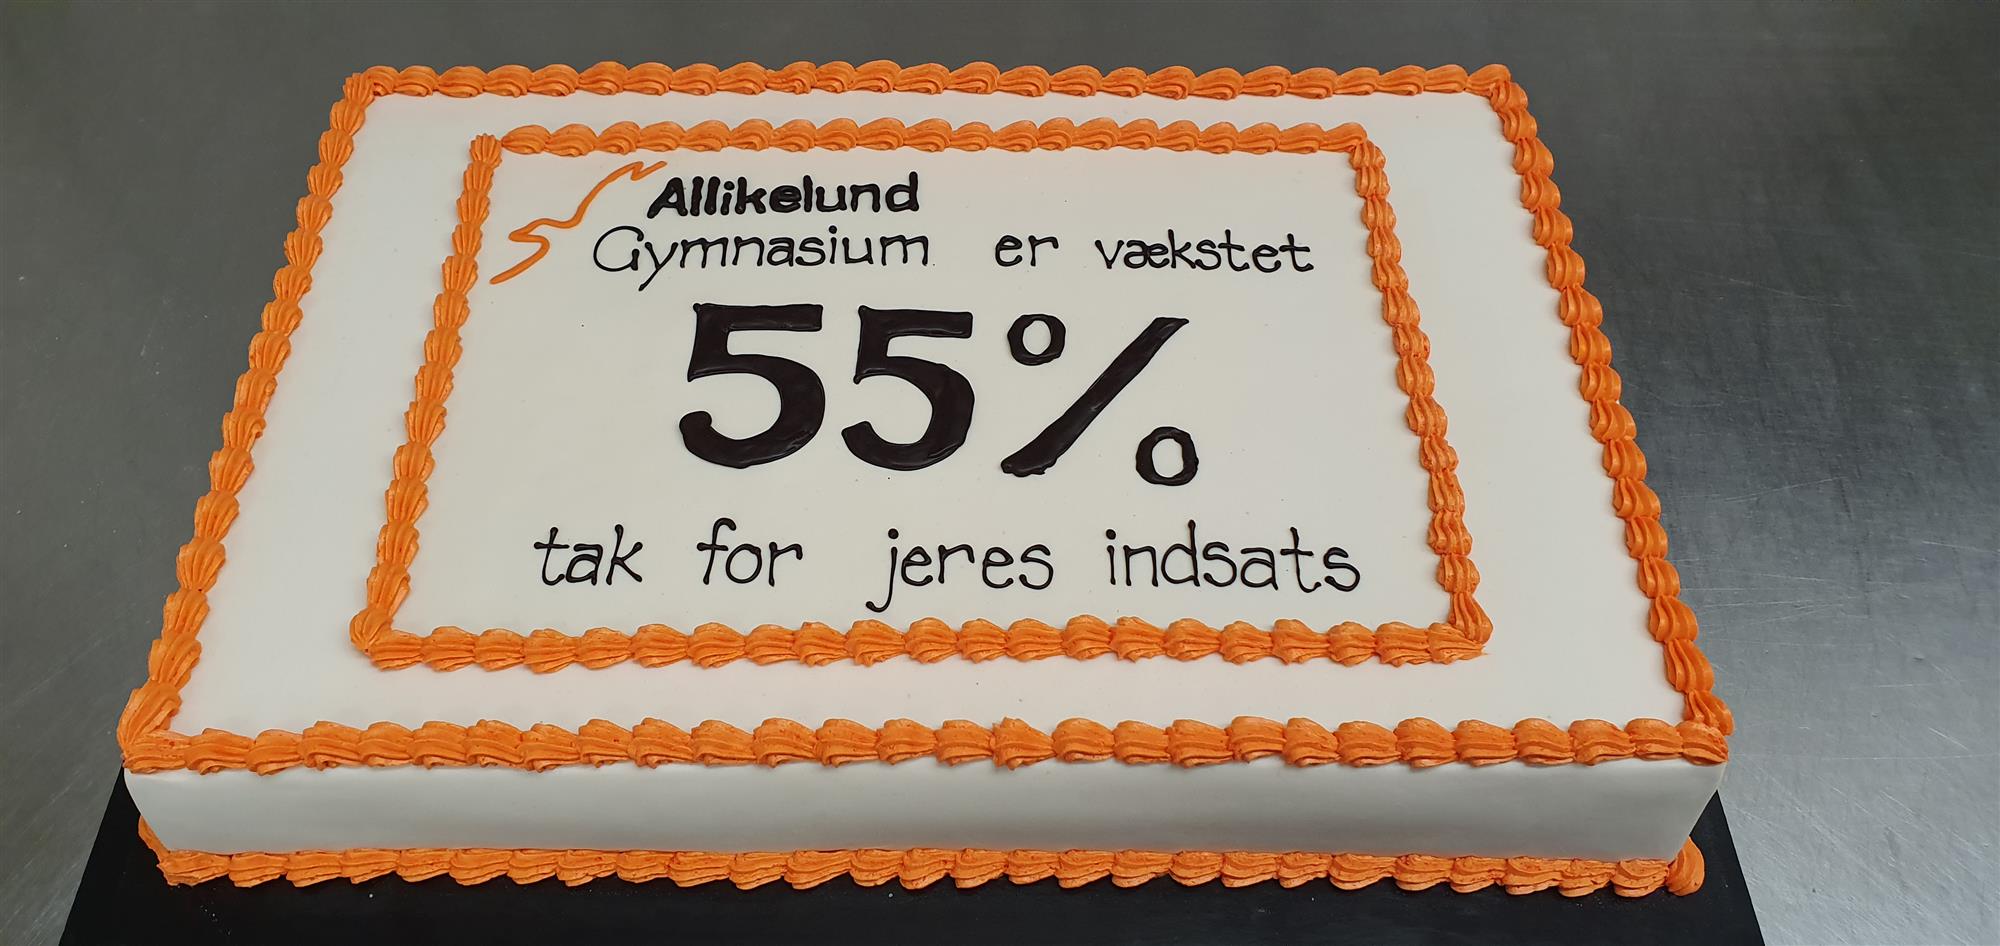 Allikelund
Gymnasium er vækstet
55%
tak for jeres indsats